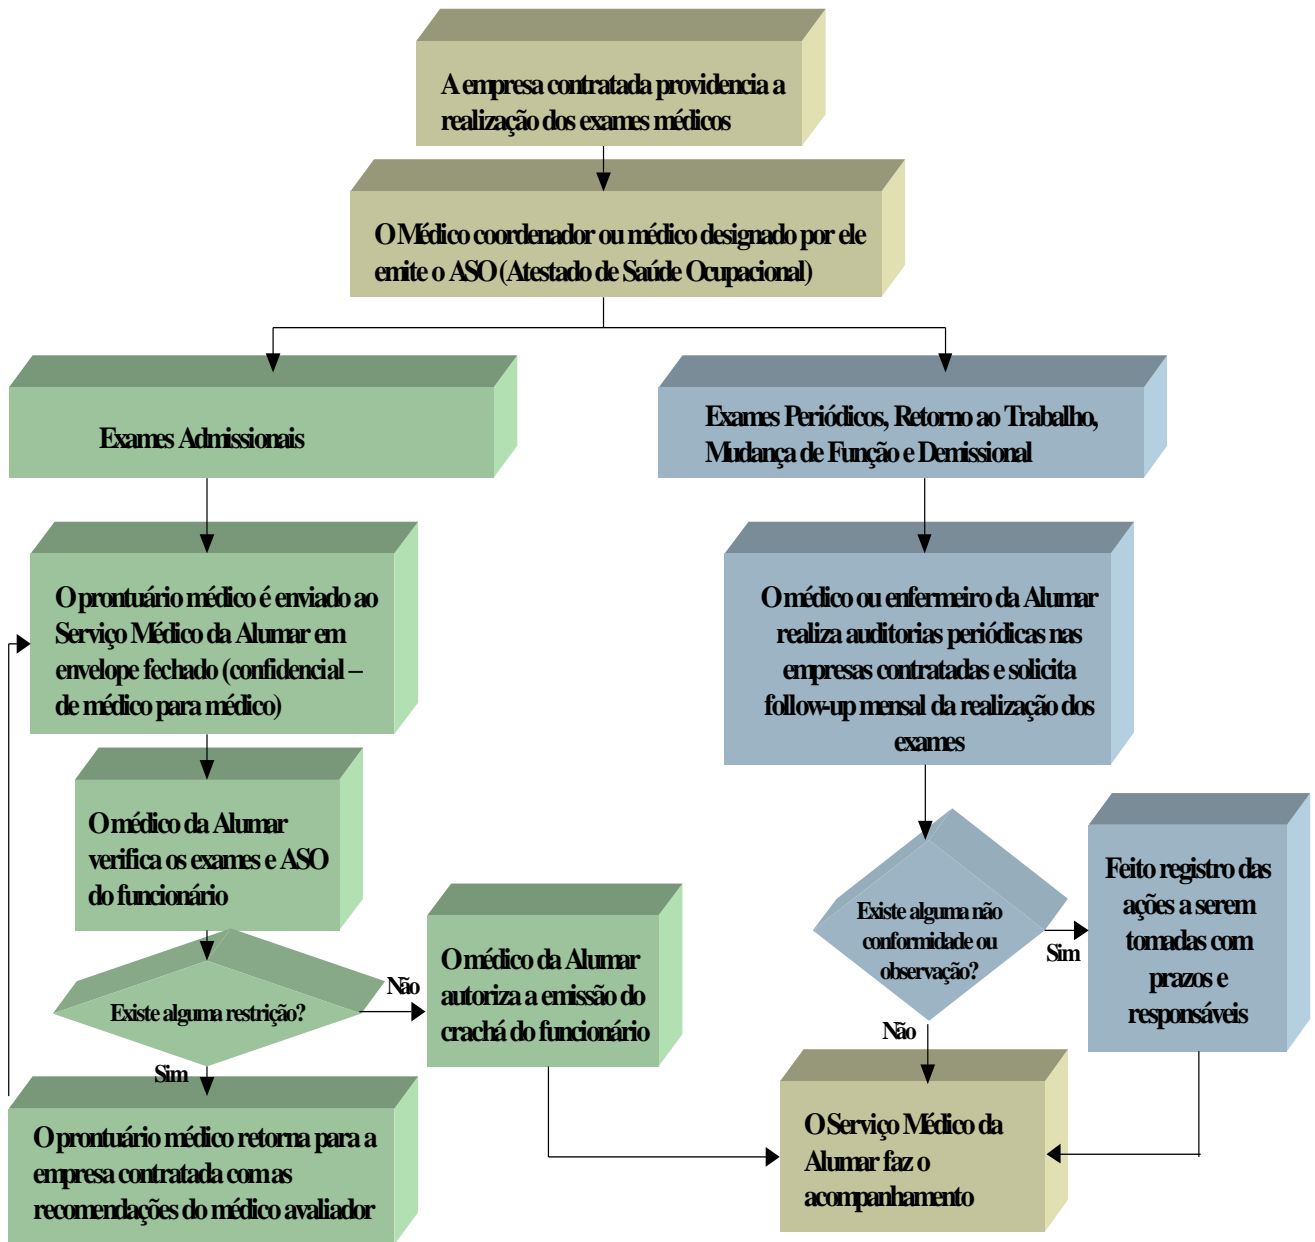 A empresa contratada providencia a
realização dos exames médicos
O Médico coordenador ou médico designado por ele
emite o ASO (Atestado de Saúde Ocupacional)
Exames Admissionais
Exames Periódicos, Retorno ao Trabalho,
Mudança de Função e Demissional
O prontuário médico é enviado ao
Serviço Médico da Alumar em
envelope fechado (confidencial –
de médico para médico)
O médico ou enfermeiro da Alumar
realiza auditorias periódicas nas
empresas contratadas e solicita
follow-up mensal da realização dos
exames
O médico da Alumar
verifica os exames e ASO
do funcionário
Existe alguma restrição?
Não
Sim
O médico da Alumar
autoriza a emissão do
crachá do funcionário
O prontuário médico retorna para a
empresa contratada com as
recomendações do médico avaliador
Existe alguma não
conformidade ou
observação?
Sim
Não
Feito registro das
ações a serem
tomadas com
prazos e
responsáveis
O Serviço Médico da
Alumar faz o
acompanhamento